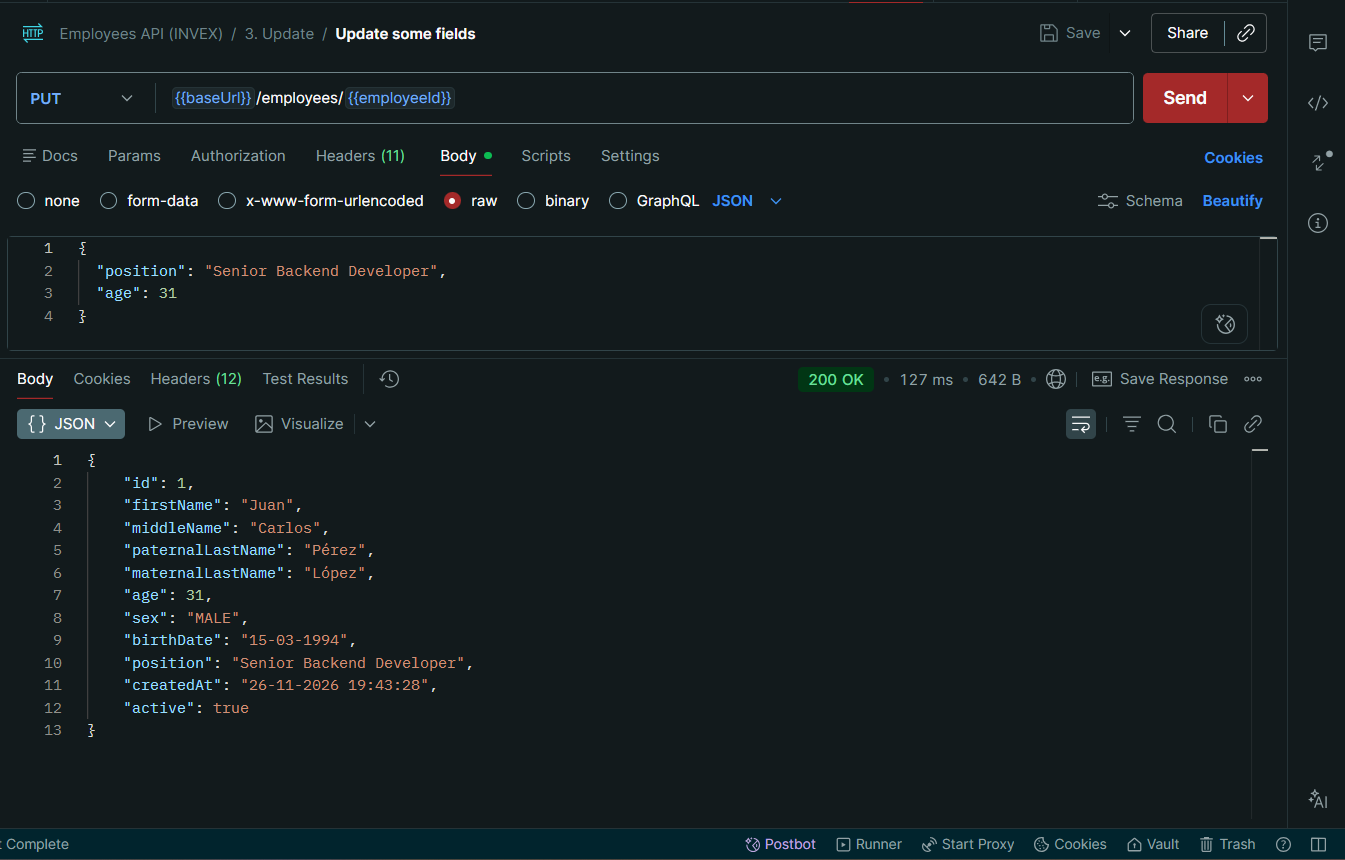 HTTP Employees API (INVEX) / 3. Update / Update some fields Save Share
PUT {{baseUrl}}/employees/{{employeeId}} Send
Docs Params Authorization Headers (11) Body Scripts Settings Cookies
none form-data x-www-form-urlencoded raw binary GraphQL JSON Schema Beautify
1 {
2 "position": "Senior Backend Developer",
3 "age": 31
4 }
Body Cookies Headers (12) Test Results 200 OK • 127 ms • 642 B • e.g. Save Response
{} JSON Preview Visualize
1 {
2 "id": 1,
3 "firstName": "Juan",
4 "middleName": "Carlos",
5 "paternalLastName": "Pérez",
6 "maternalLastName": "López",
7 "age": 31,
8 "sex": "MALE",
9 "birthDate": "15-03-1994",
10 "position": "Senior Backend Developer",
11 "createdAt": "26-11-2026 19:43:28",
12 "active": true
13 }
AI
Complete Postbot Runner Start Proxy Cookies Vault Trash